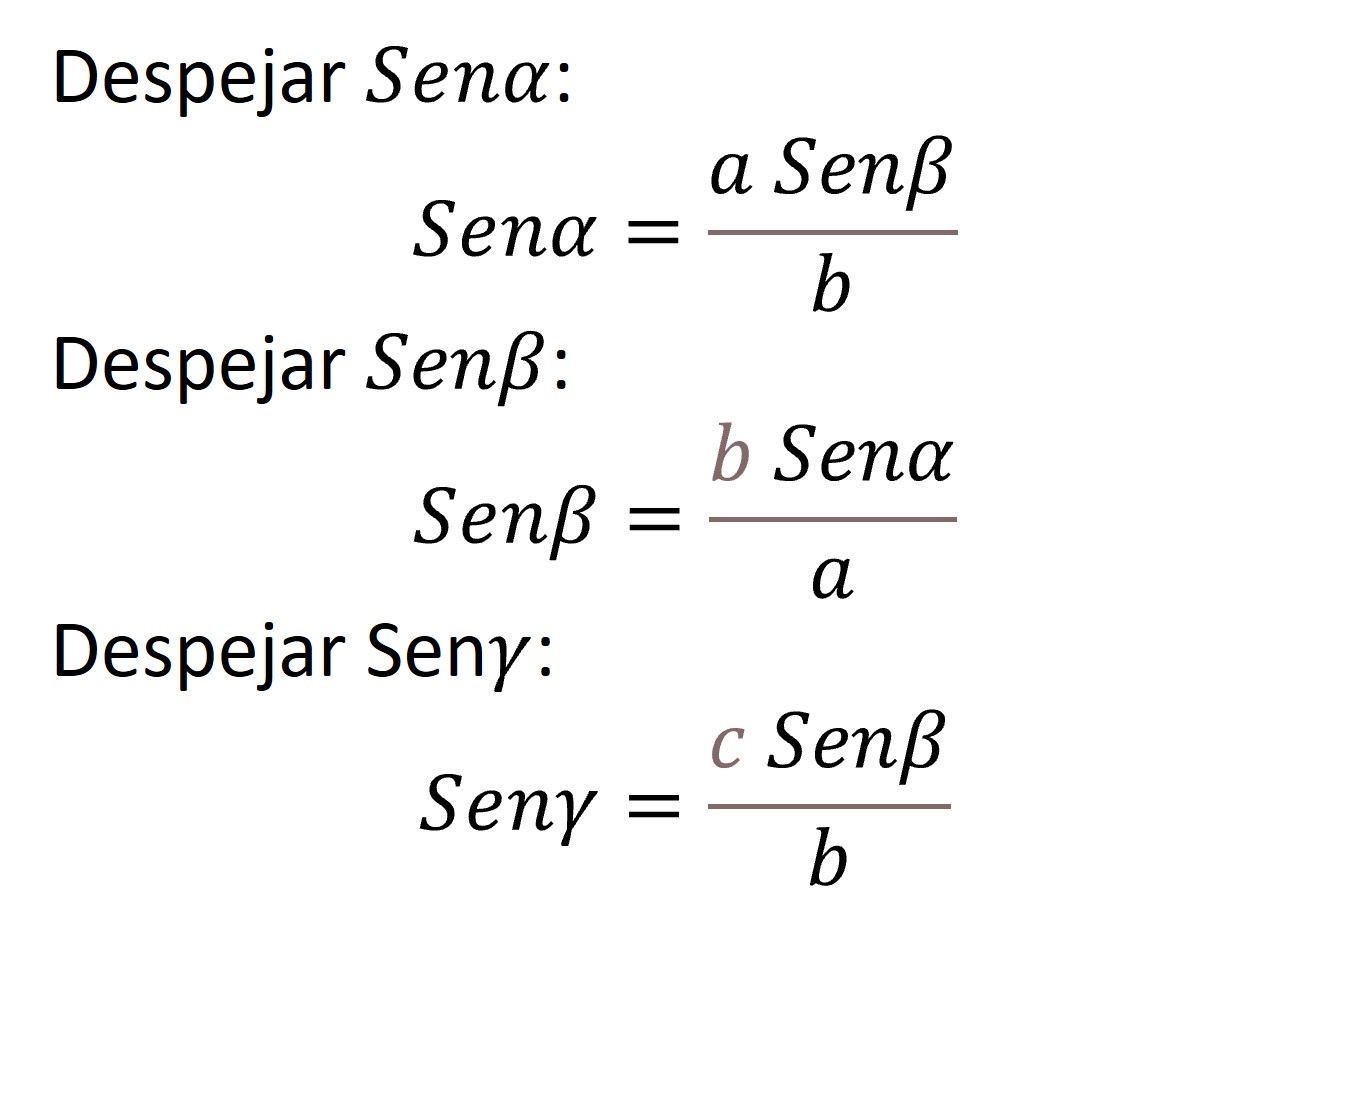 Despejar Senα:
Senα = a Senβ / b
Despejar Senβ:
Senβ = b Senα / a
Despejar Senγ:
Senγ = c Senβ / b